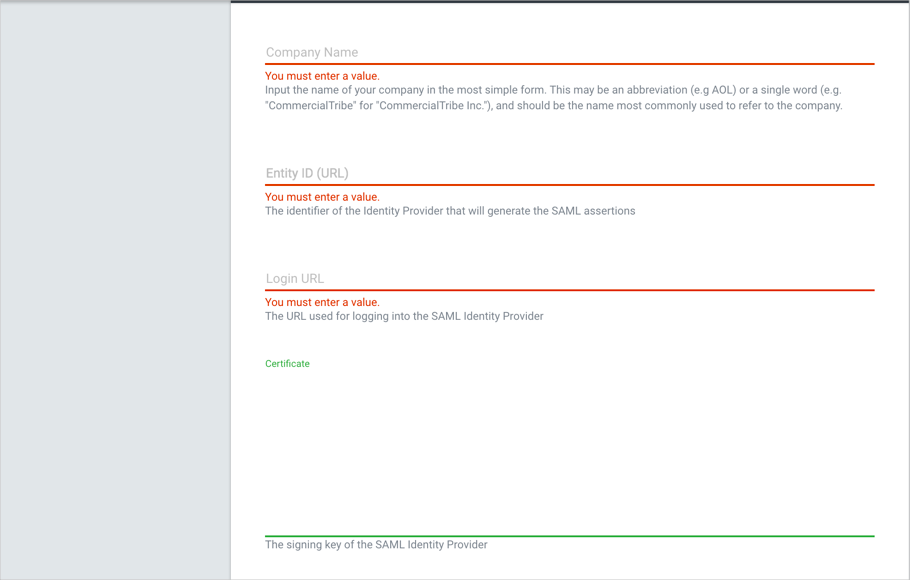 Company Name
You must enter a value.
Input the name of your company in the most simple form. This may be an abbreviation (e.g AOL) or a single word (e.g.
"CommercialTribe" for "CommercialTribe Inc."), and should be the name most commonly used to refer to the company.
Entity ID (URL)
You must enter a value.
The identifier of the Identity Provider that will generate the SAML assertions
Login URL
You must enter a value.
The URL used for logging into the SAML Identity Provider
Certificate
The signing key of the SAML Identity Provider